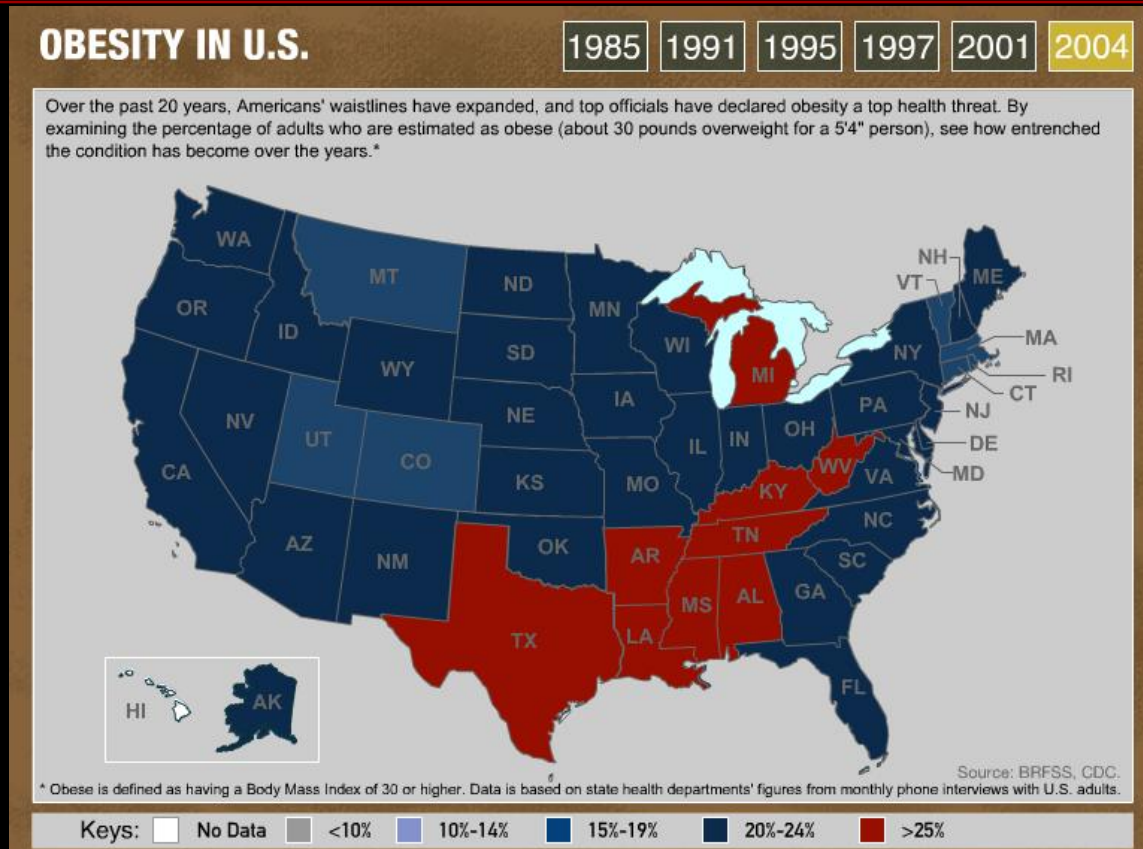 OBESITY IN U.S.
1985 1991 1995 1997 2001 2004
Over the past 20 years, Americans' waistlines have expanded, and top officials have declared obesity a top health threat. By
examining the percentage of adults who are estimated as obese (about 30 pounds overweight for a 5'4" person), see how entrenched
the condition has become over the years.*
WA
MT
ND
MN
NH
VT
ME
OR
ID
WY
SD
WI
MI
NY
MA
RI
CT
NV
UT
CO
NE
IA
IL
IN
OH
PA
NJ
DE
MD
CA
KS
MO
KY
WV
VA
AZ
NM
OK
AR
TN
NC
SC
TX
LA
MS
AL
GA
FL
HI
AK
Source: BRFSS, CDC.
* Obese is defined as having a Body Mass Index of 30 or higher. Data is based on state health departments' figures from monthly phone interviews with U.S. adults.
Keys: No Data <10% 10%-14% 15%-19% 20%-24% >25%